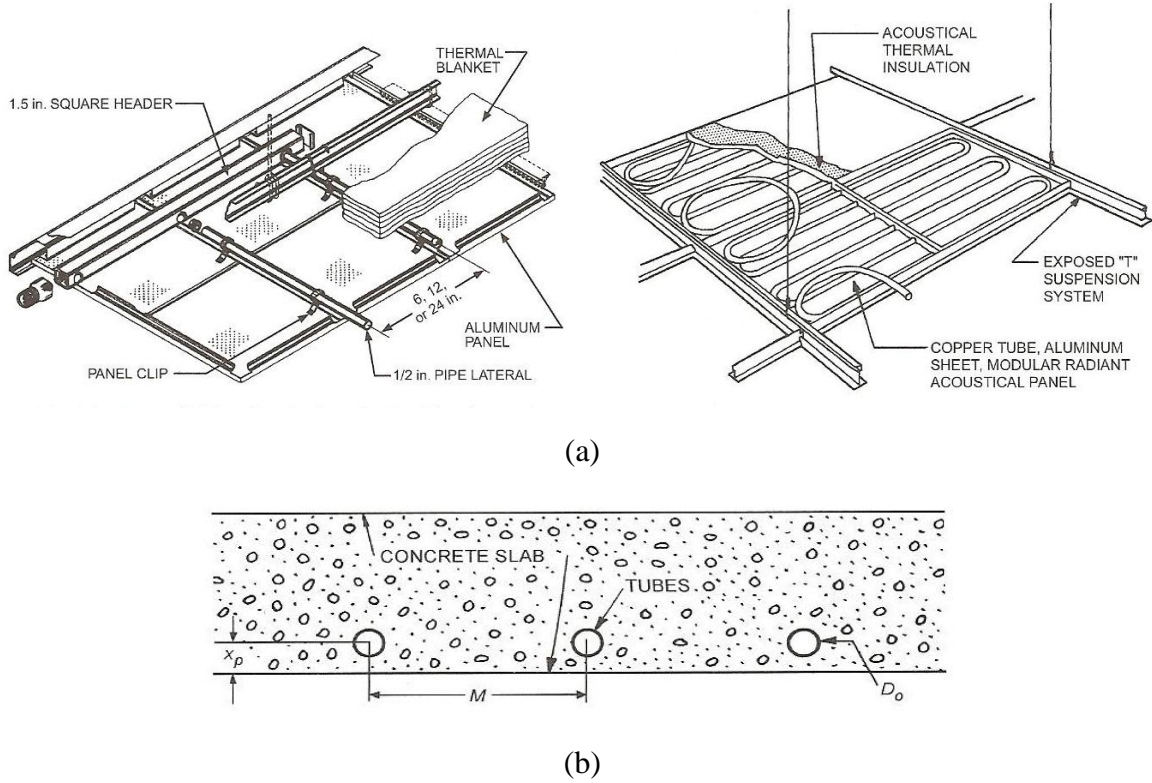 THERMAL
BLANKET
1.5 in. SQUARE HEADER
6, 12,
or 24 in.
ALUMINUM
PANEL
PANEL CLIP
1/2 in. PIPE LATERAL
ACOUSTICAL
THERMAL
INSULATION
EXPOSED "T"
SUSPENSION
SYSTEM
COPPER TUBE, ALUMINUM
SHEET, MODULAR RADIANT
ACOUSTICAL PANEL
(a)
CONCRETE SLAB
TUBES
xp
M
Do
(b)